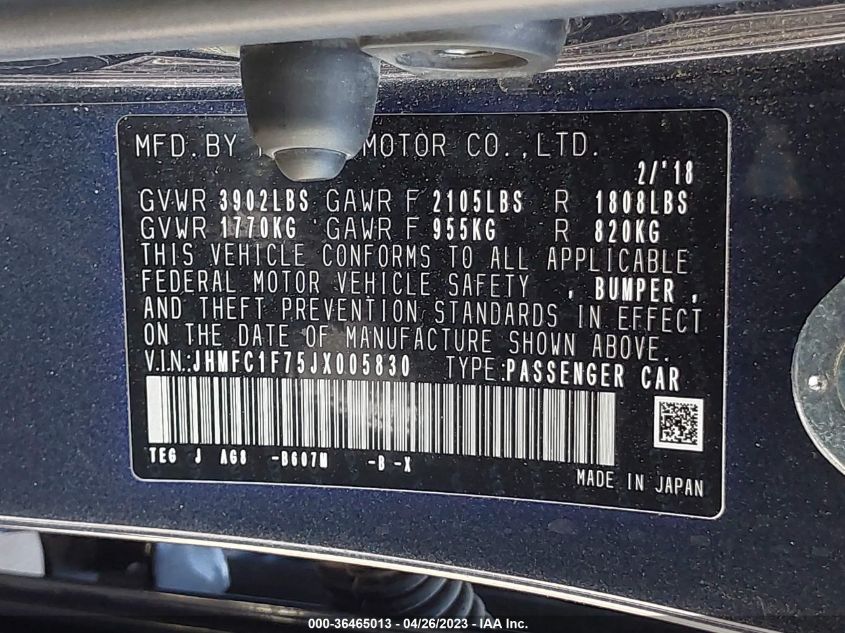 MFD. BY MOTOR CO.,LTD.
2/'18
GVWR 3902LBS GAWR F 2105LBS R 1808LBS
GVWR 1770KG GAWR F 955KG R 820KG
THIS VEHICLE CONFORMS TO ALL APPLICABLE
FEDERAL MOTOR VEHICLE SAFETY , BUMPER ,
AND THEFT PREVENTION STANDARDS IN EFFECT
ON THE DATE OF MANUFACTURE SHOWN ABOVE.
V.I.N.:JHMFC1F75JX005830 TYPE:PASSENGER CAR
TEG J AG8 -B607M -B -X
MADE IN JAPAN
000-36465013 - 04/26/2023 - IAA Inc.